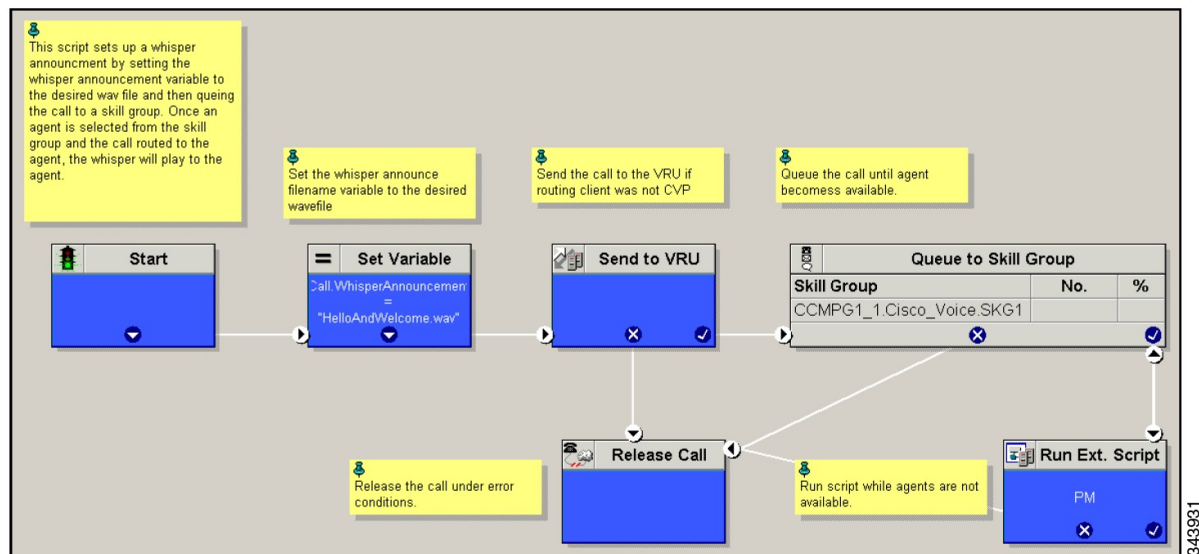 This script sets up a whisper
announcment by setting the
whisper announcement variable to
the desired wav file and then queing
the call to a skill group. Once an
agent is selected from the skill
group and the call routed to the
agent, the whisper will play to the
agent.
Set the whisper announce
filename variable to the desired
wavefile
Send the call to the VRU if
routing client was not CVP
Queue the call until agent
becomess available.
Start
= Set Variable
Call.WhisperAnnouncement
=
"HelloAndWelcome.wav"
Send to VRU
Queue to Skill Group
Skill Group No. %
CCMPG1_1.Cisco_Voice.SKG1
Release the call under error
conditions.
Release Call
Run script while agents are not
available.
Run Ext. Script
PM
343931